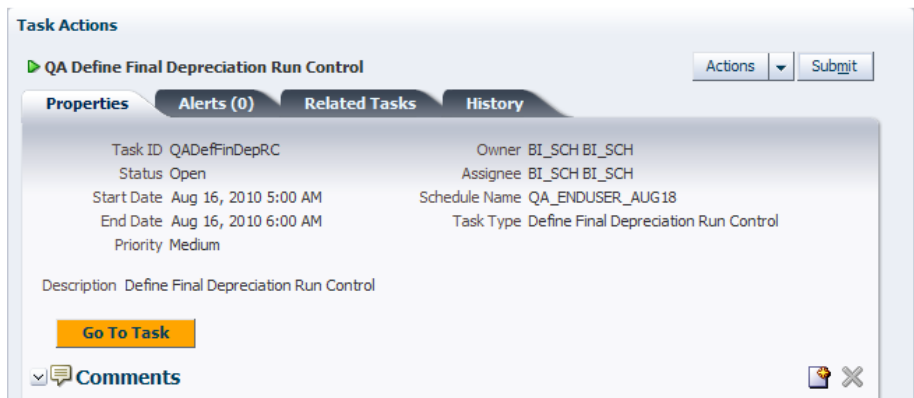 Task Actions
QA Define Final Depreciation Run Control
Actions
Submit
Properties
Alerts (0)
Related Tasks
History
Task ID QADefFinDepRC
Owner BI_SCH BI_SCH
Status Open
Assignee BI_SCH BI_SCH
Start Date Aug 16, 2010 5:00 AM
Schedule Name QA_ENDUSER_AUG18
End Date Aug 16, 2010 6:00 AM
Task Type Define Final Depreciation Run Control
Priority Medium
Description Define Final Depreciation Run Control
Go To Task
Comments